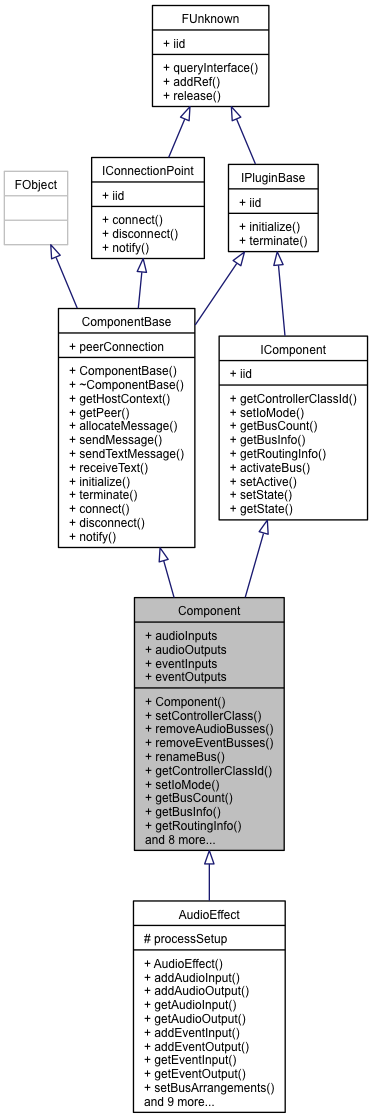 FUnknown
+ iid
+ queryInterface()
+ addRef()
+ release()
IConnectionPoint
+ iid
+ connect()
+ disconnect()
+ notify()
IPluginBase
+ iid
+ initialize()
+ terminate()
FObject
ComponentBase
+ peerConnection
+ ComponentBase()
+ ~ComponentBase()
+ getHostContext()
+ getPeer()
+ allocateMessage()
+ sendMessage()
+ sendTextMessage()
+ receiveText()
+ initialize()
+ terminate()
+ connect()
+ disconnect()
+ notify()
IComponent
+ iid
+ getControllerClassId()
+ setIoMode()
+ getBusCount()
+ getBusInfo()
+ getRoutingInfo()
+ activateBus()
+ setActive()
+ setState()
+ getState()
Component
+ audioInputs
+ audioOutputs
+ eventInputs
+ eventOutputs
+ Component()
+ setControllerClass()
+ removeAudioBusses()
+ removeEventBusses()
+ renameBus()
+ getControllerClassId()
+ setIoMode()
+ getBusCount()
+ getBusInfo()
+ getRoutingInfo()
and 8 more...
AudioEffect
# processSetup
+ AudioEffect()
+ addAudioInput()
+ addAudioOutput()
+ getAudioInput()
+ getAudioOutput()
+ addEventInput()
+ addEventOutput()
+ getEventInput()
+ getEventOutput()
+ setBusArrangements()
and 9 more...